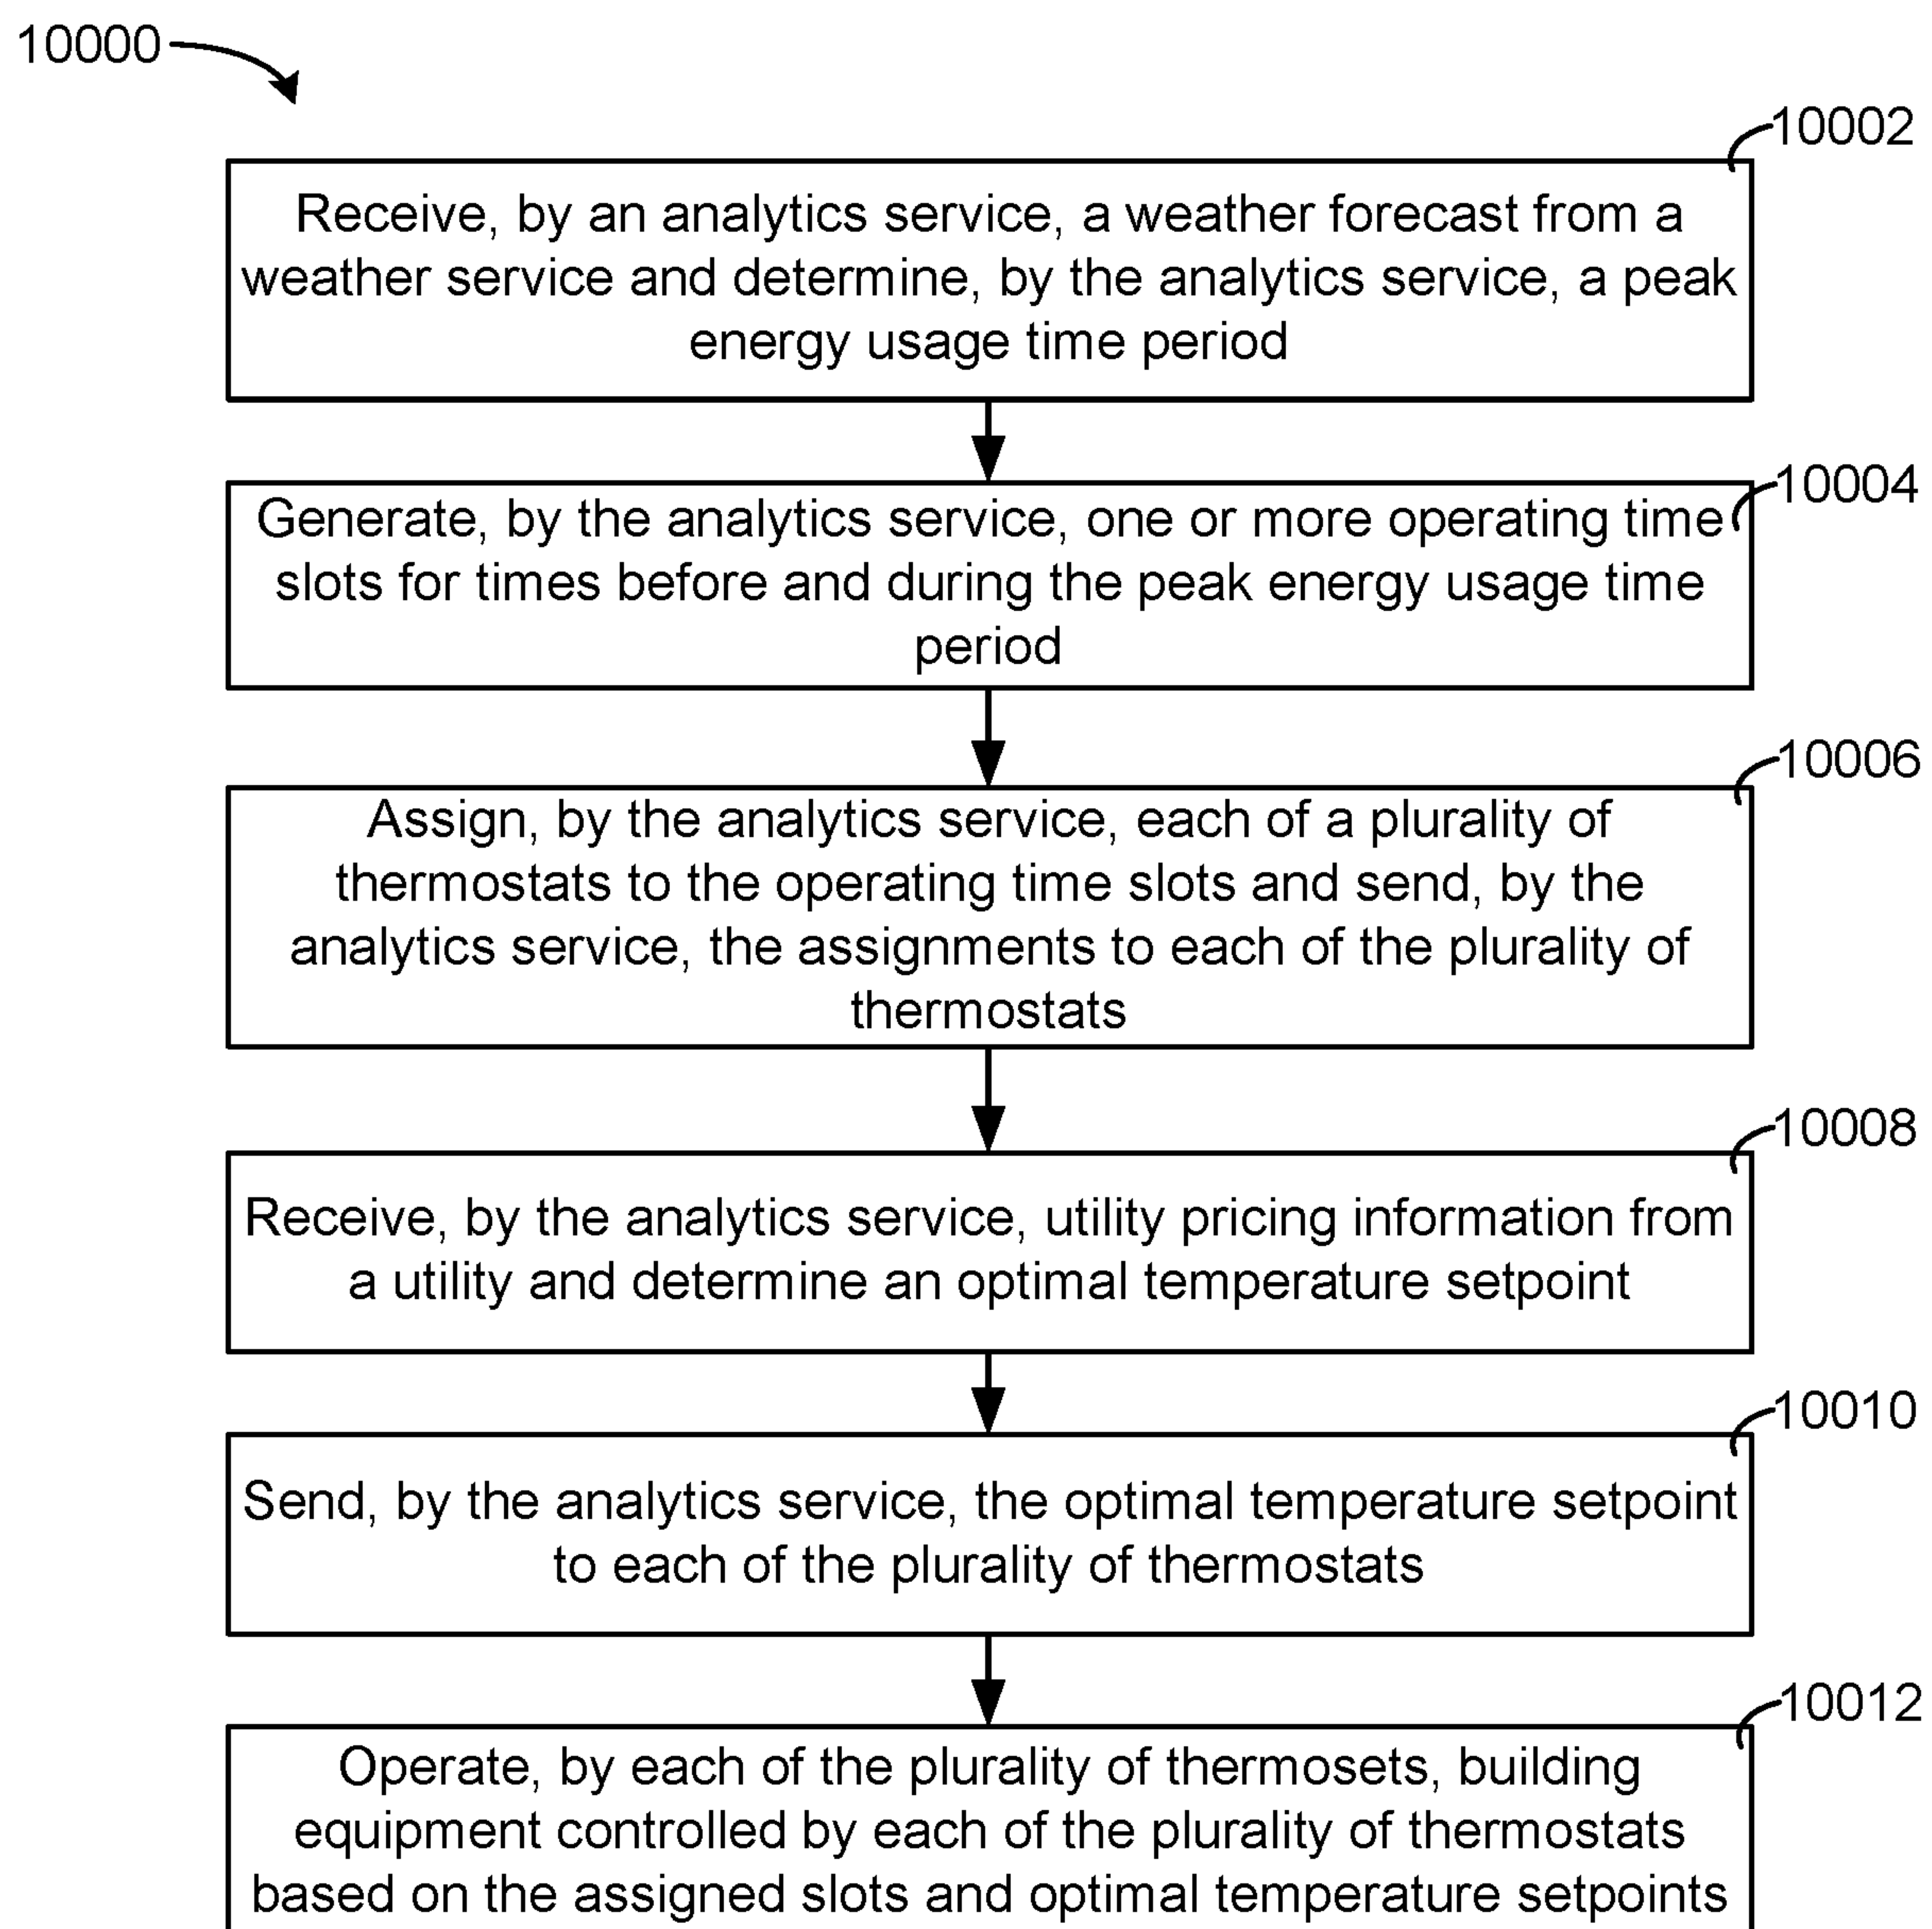 10000
10002
Receive, by an analytics service, a weather forecast from a
weather service and determine, by the analytics service, a peak
energy usage time period
10004
Generate, by the analytics service, one or more operating time
slots for times before and during the peak energy usage time
period
10006
Assign, by the analytics service, each of a plurality of
thermostats to the operating time slots and send, by the
analytics service, the assignments to each of the plurality of
thermostats
10008
Receive, by the analytics service, utility pricing information from
a utility and determine an optimal temperature setpoint
10010
Send, by the analytics service, the optimal temperature setpoint
to each of the plurality of thermostats
10012
Operate, by each of the plurality of thermosets, building
equipment controlled by each of the plurality of thermostats
based on the assigned slots and optimal temperature setpoints